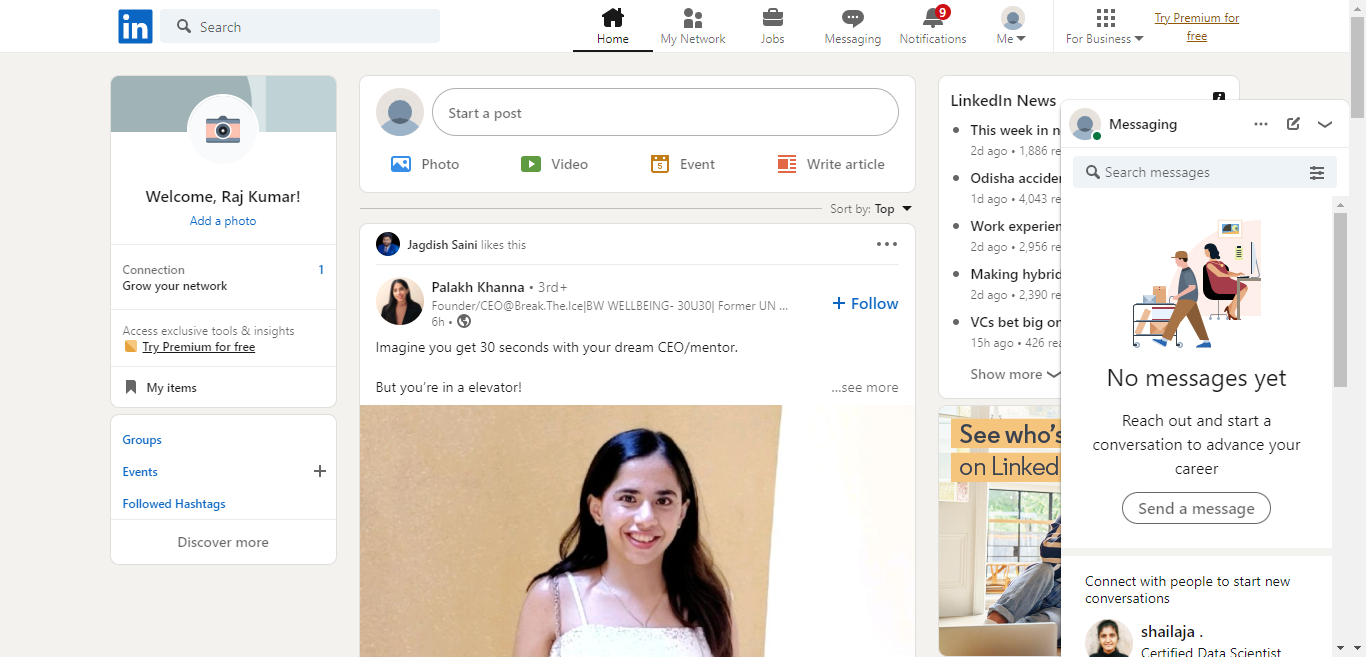 in
Search
Home
My Network
Jobs
Messaging
9
Notifications
Me
For Business
Try Premium for
free
Welcome, Raj Kumar!
Add a photo
Connection
1
Grow your network
Access exclusive tools & insights
Try Premium for free
My items
Groups
Events
Followed Hashtags
Discover more
Start a post
Photo
Video
5
Event
Write article
Sort by: Top
Jagdish Saini likes this
Palakh Khanna • 3rd+
Founder/CEO@Break.The.Ice|BW WELLBEING- 30U30| Former UN ...
6h •
Follow
Imagine you get 30 seconds with your dream CEO/mentor.
But you're in a elevator!
...see more
LinkedIn News
This week in n
2d ago • 1,886 re
Odisha accider
1d ago • 4,043 re
Work experien
2d ago • 2,956 re
Making hybrid
2d ago • 2,390 re
VCs bet big on
15h ago • 426 rea
Show more
See who's
on Linked
Messaging
Search messages
No messages yet
Reach out and start a
conversation to advance your
career
Send a message
Connect with people to start new
conversations
shailaja .
Certified Data Scientist